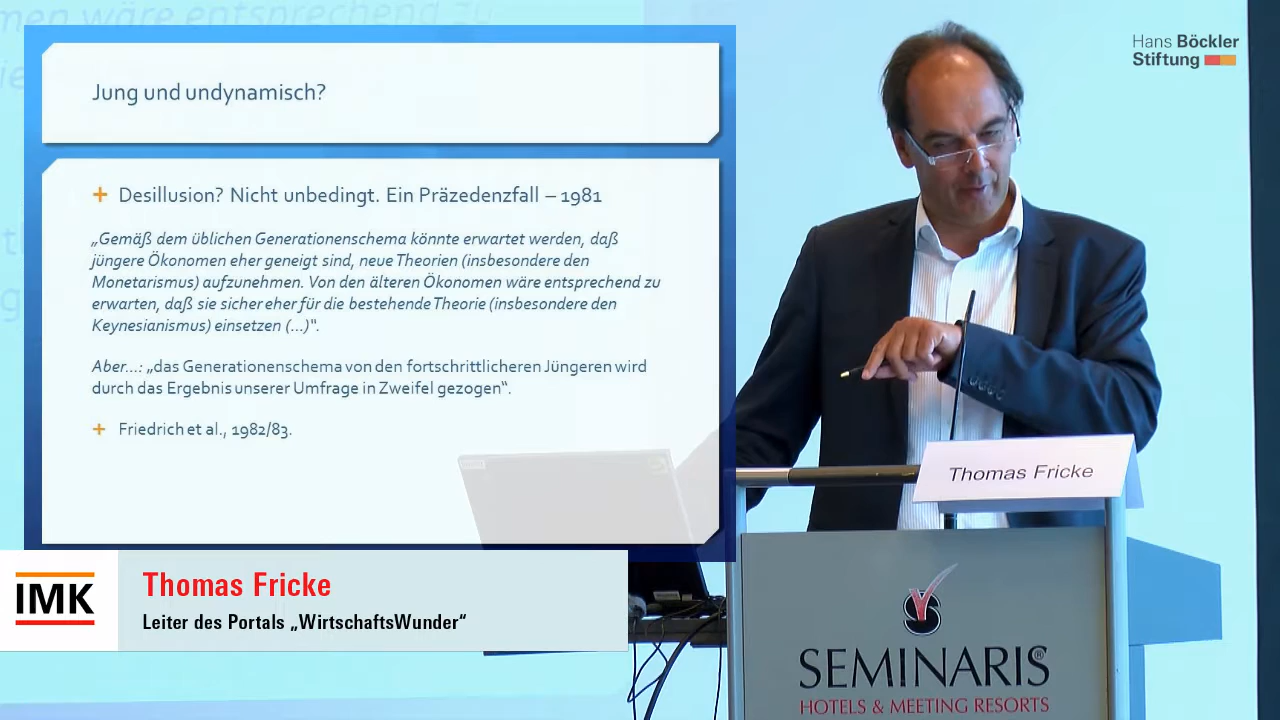 men wäre entsprechend zu
Hans Böckler
Stiftung
Jung und undynamisch?
+ Desillusion? Nicht unbedingt. Ein Präzedenzfall – 1981
„Gemäß dem üblichen Generationenschema könnte erwartet werden, daß
jüngere Ökonomen eher geneigt sind, neue Theorien (insbesondere den
Monetarismus) aufzunehmen. Von den älteren Ökonomen wäre entsprechend zu
erwarten, daß sie sicher eher für die bestehende Theorie (insbesondere den
Keynesianismus) einsetzen (...)".
Aber...: „das Generationenschema von den fortschrittlicheren Jüngeren wird
durch das Ergebnis unserer Umfrage in Zweifel gezogen“.
+ Friedrich et al., 1982/83.
Thomas Fricke
IMK
Thomas Fricke
Leiter des Portals „WirtschaftsWunder“
SEMINARIS®
HOTELS & MEETING RESORTS